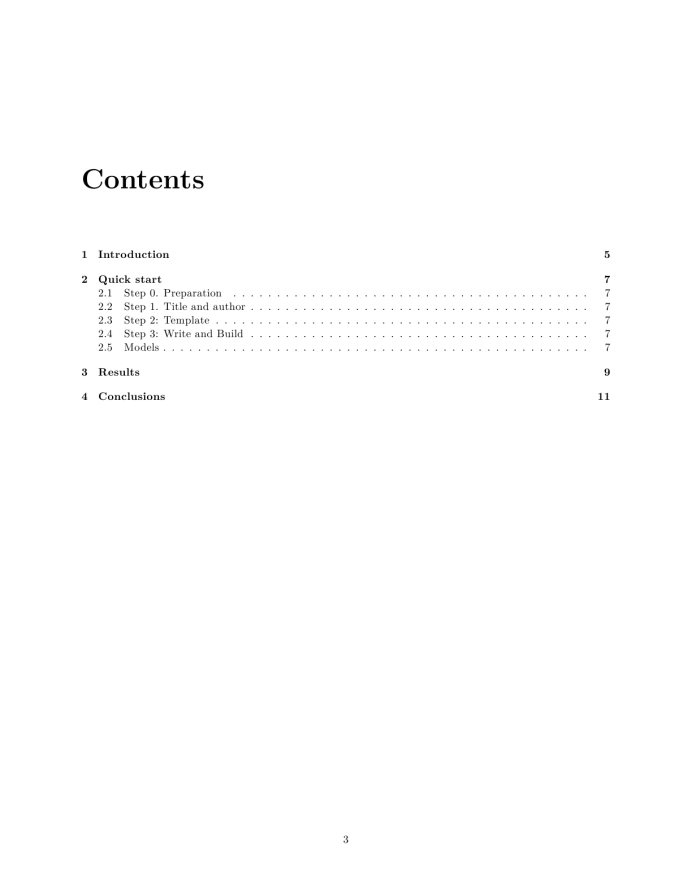 Contents
1 Introduction 5
2 Quick start 7
2.1 Step 0. Preparation . . . . . . . . . . . . . . . . . . . . . . . . . . . . . . . . . . . . . . . . . 7
2.2 Step 1. Title and author . . . . . . . . . . . . . . . . . . . . . . . . . . . . . . . . . . . . . . . 7
2.3 Step 2: Template . . . . . . . . . . . . . . . . . . . . . . . . . . . . . . . . . . . . . . . . . . . 7
2.4 Step 3: Write and Build . . . . . . . . . . . . . . . . . . . . . . . . . . . . . . . . . . . . . . . 7
2.5 Models . . . . . . . . . . . . . . . . . . . . . . . . . . . . . . . . . . . . . . . . . . . . . . . . . 7
3 Results 9
4 Conclusions 11
3